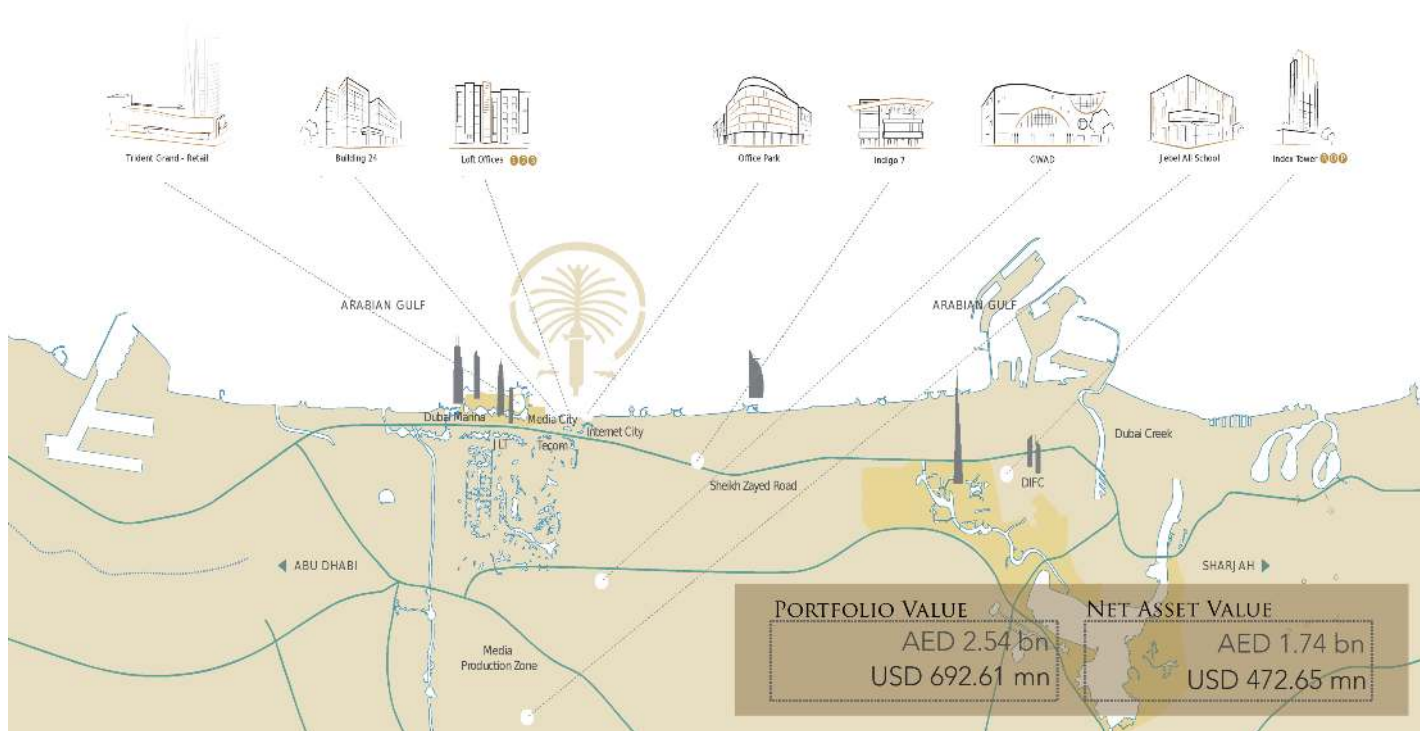 Trident Grand - Retail
Building 24
Loft Offices 1 2 3
Office Park
Indigo 7
GWAD
Jebel Ali School
Index Tower
ARABIAN GULF
ARABIAN GULF
Dubai Marina
Media City
Internet City
JLT
Tecom
Dubai Creek
Sheikh Zayed Road
DIFC
ABU DHABI
SHARJAH
Media
Production Zone
PORTFOLIO VALUE
AED 2.54 bn
USD 692.61 mn
NET ASSET VALUE
AED 1.74 bn
USD 472.65 mn